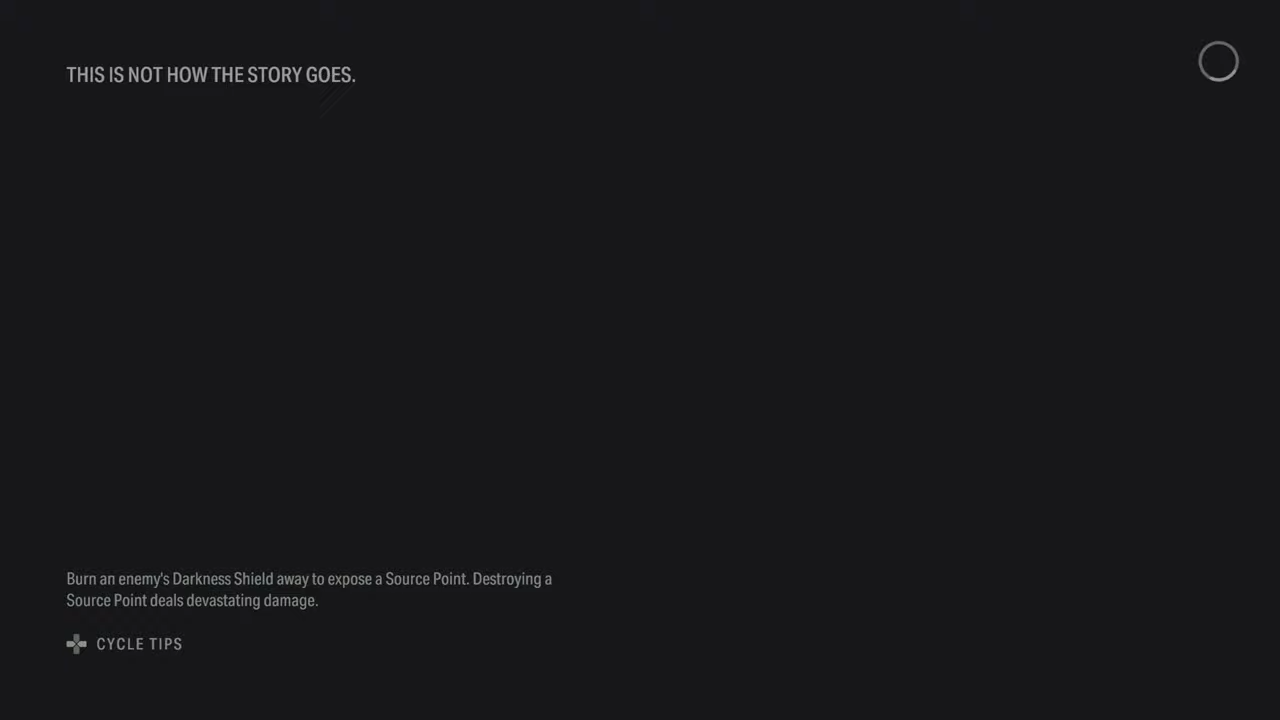 THIS IS NOT HOW THE STORY GOES.
Burn an enemy's Darkness Shield away to expose a Source Point. Destroying a
Source Point deals devastating damage.
CYCLE TIPS